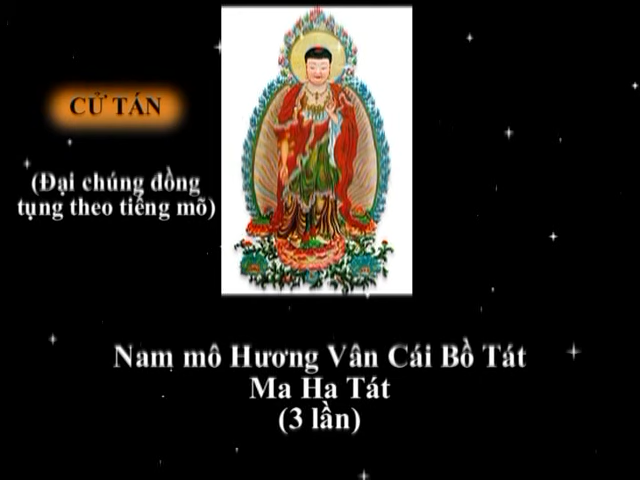 CỬ TÁN
(Đại chúng đồng
tụng theo tiếng mõ)
Nam mô Hương Vân Cái Bồ Tát
Ma Ha Tát
(3 lần)